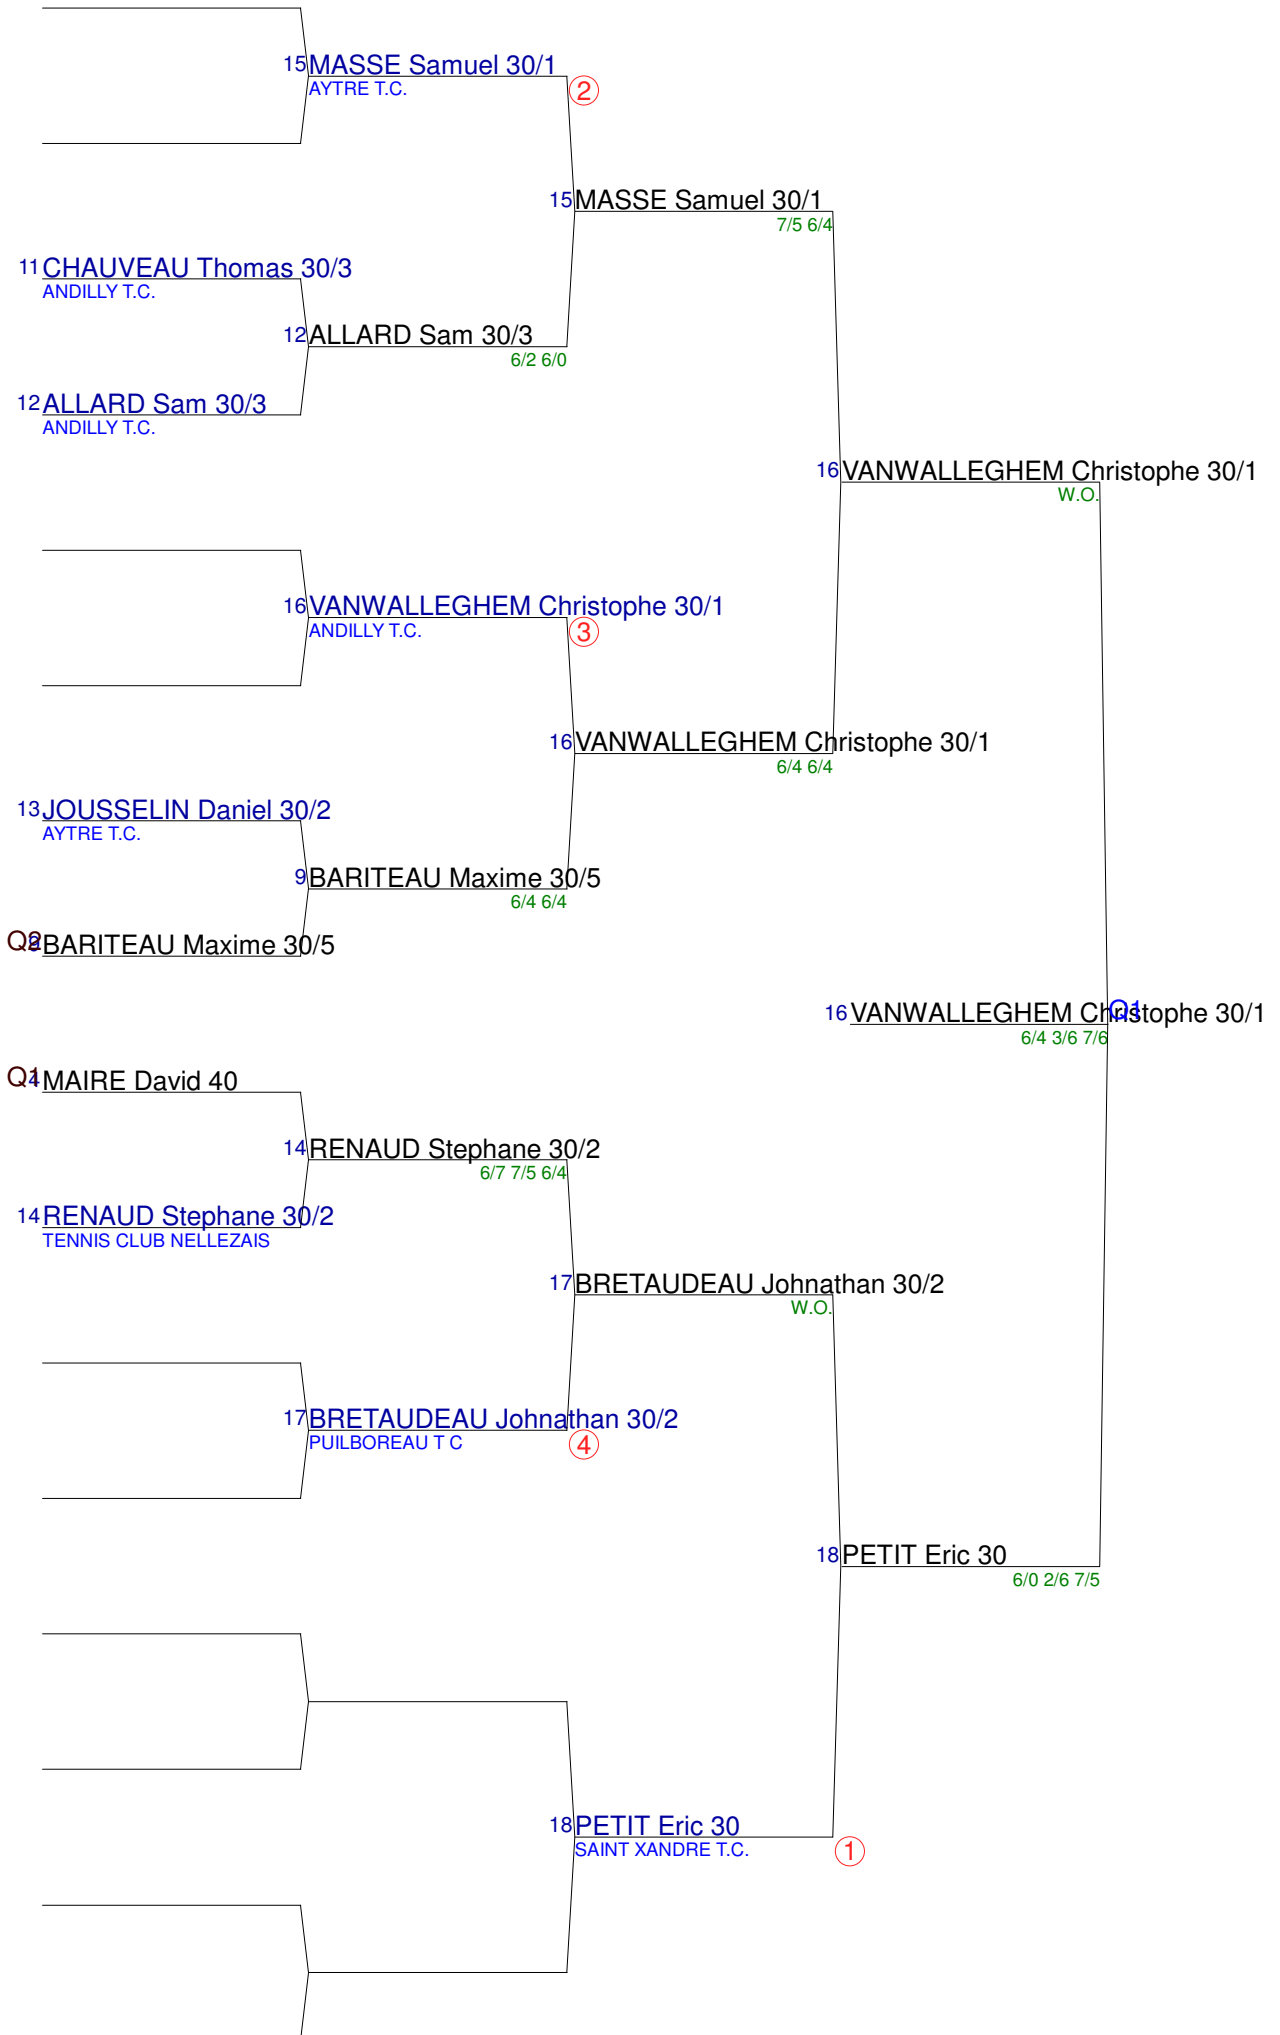 15 MASSE Samuel 30/1
AYTRE T.C.
2
15 MASSE Samuel 30/1
7/5 6/4
11 CHAUVEAU Thomas 30/3
ANDILLY T.C.
12 ALLARD Sam 30/3
6/2 6/0
12 ALLARD Sam 30/3
ANDILLY T.C.
16 VANWALLEGHEM Christophe 30/1
W.O.
16 VANWALLEGHEM Christophe 30/1
ANDILLY T.C.
3
16 VANWALLEGHEM Christophe 30/1
6/4 6/4
13 JOUSSELIN Daniel 30/2
AYTRE T.C.
9 BARITEAU Maxime 30/5
6/4 6/4
Q2 9 BARITEAU Maxime 30/5
16 VANWALLEGHEM Christophe 30/1 Q1
6/4 3/6 7/6
Q1 4 MAIRE David 40
14 RENAUD Stephane 30/2
6/7 7/5 6/4
14 RENAUD Stephane 30/2
TENNIS CLUB NELLEZAIS
17 BRETAUDEAU Johnathan 30/2
W.O.
17 BRETAUDEAU Johnathan 30/2
PUILBOREAU T C
4
18 PETIT Eric 30
6/0 2/6 7/5
18 PETIT Eric 30
SAINT XANDRE T.C.
1